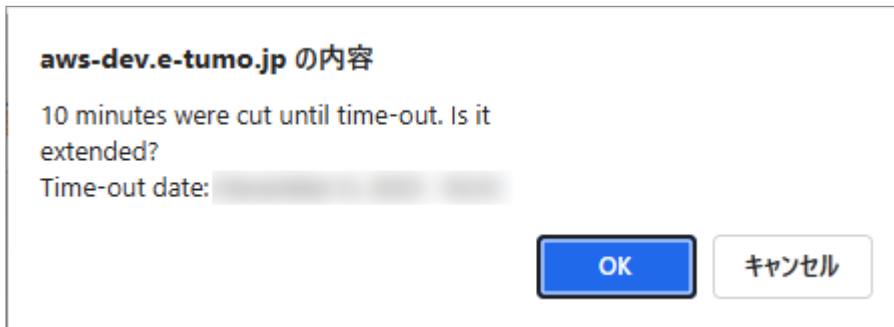 aws-dev.e-tumo.jp の内容
10 minutes were cut until time-out. Is it
extended?
Time-out date:
OK
キャンセル